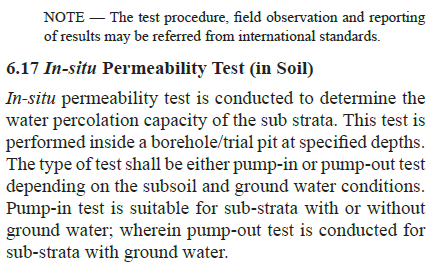 NOTE — The test procedure, field observation and reporting
of results may be referred from international standards.
6.17 In-situ Permeability Test (in Soil)
In-situ permeability test is conducted to determine the
water percolation capacity of the sub strata. This test is
performed inside a borehole/trial pit at specified depths.
The type of test shall be either pump-in or pump-out test
depending on the subsoil and ground water conditions.
Pump-in test is suitable for sub-strata with or without
ground water; wherein pump-out test is conducted for
sub-strata with ground water.